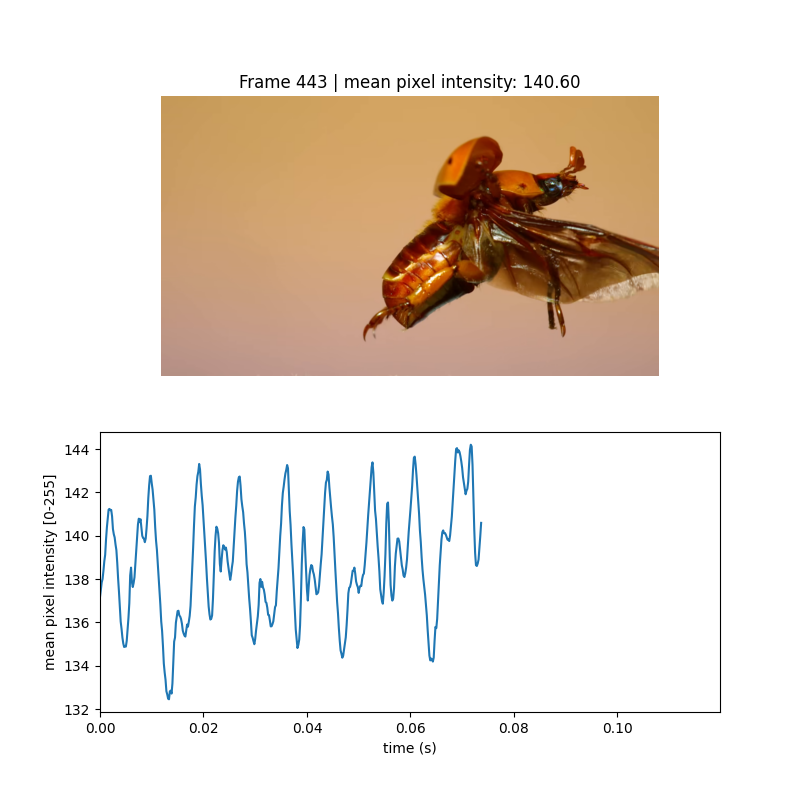 Frame 443 | mean pixel intensity: 140.60
144
142
140
138
136
134
132
mean pixel intensity [0-255]
0.00 0.02 0.04 0.06 0.08 0.10
time (s)